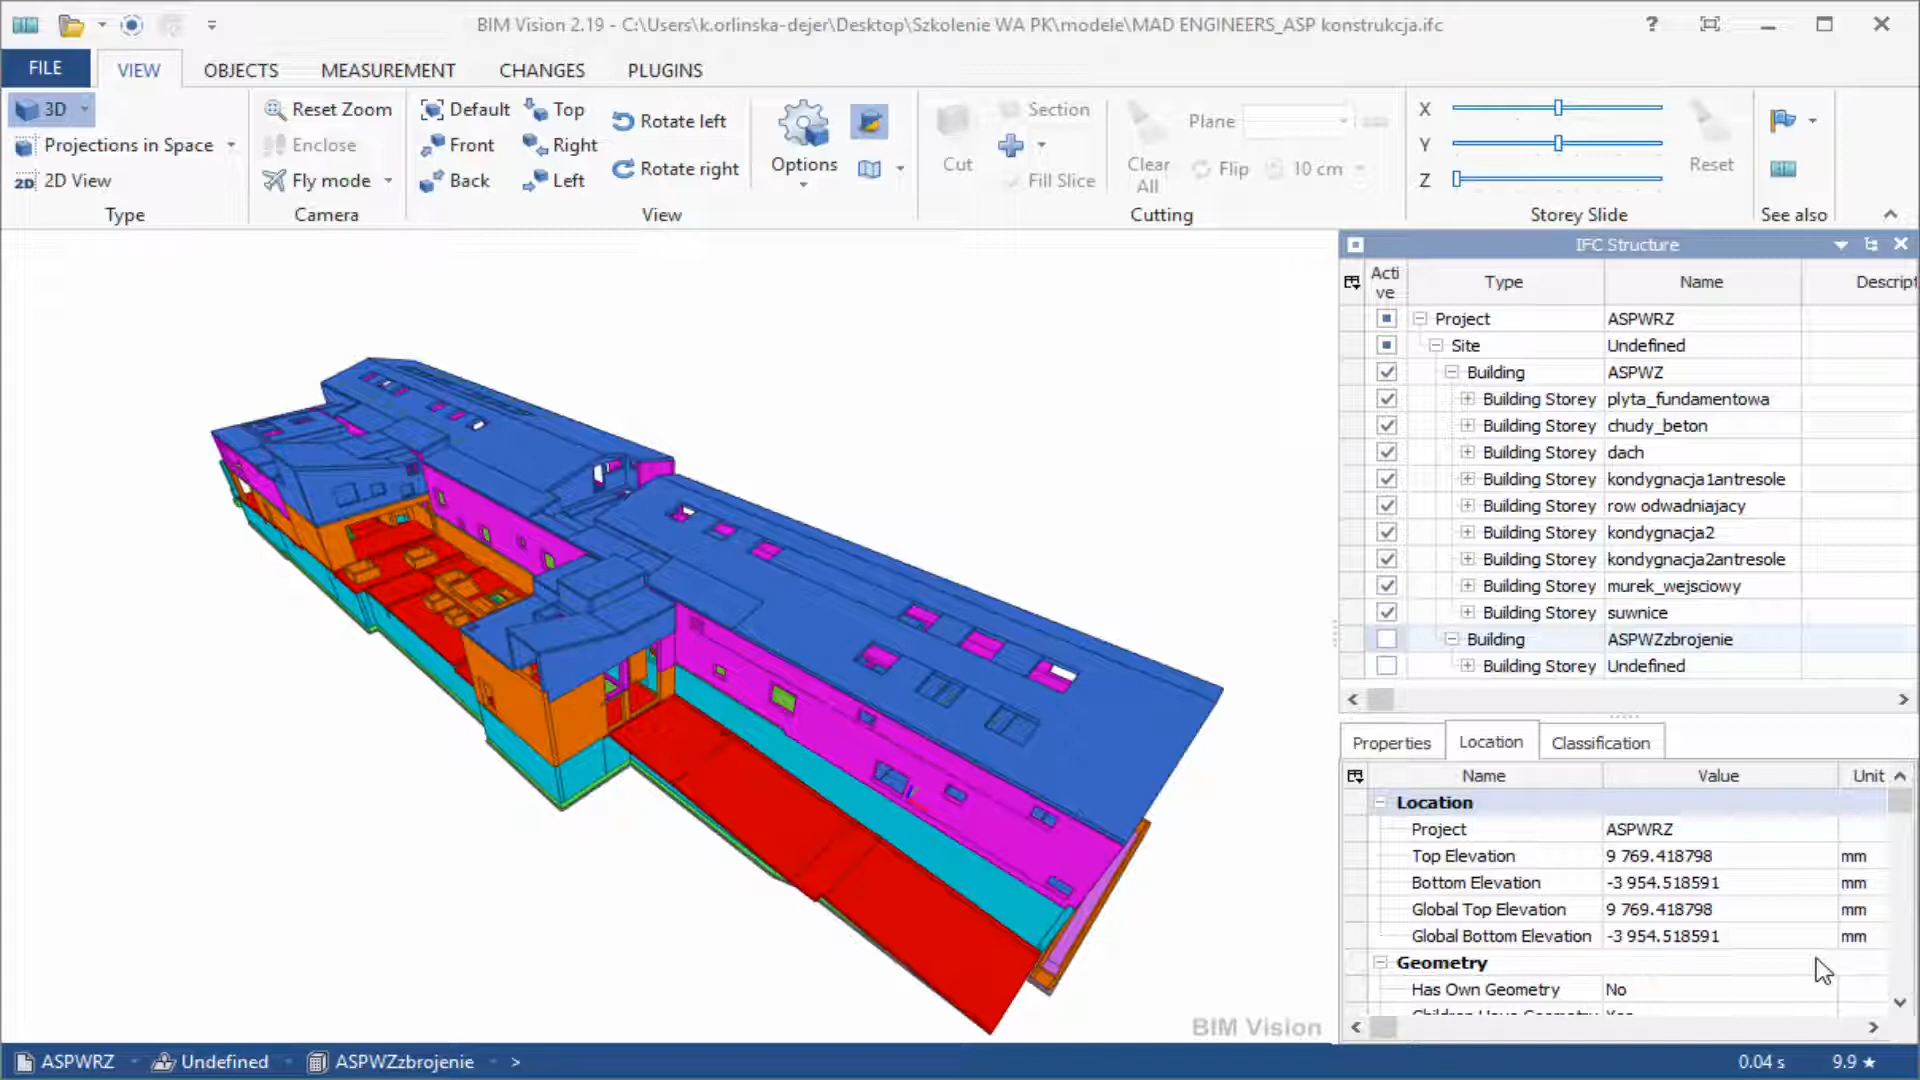 BIM Vision 2.19 - C:\Users\k.orlinska-dejer\Desktop\Szkolenie WA PK\modele\MAD ENGINEERS_ASP konstrukcja.ifc
FILE VIEW OBJECTS MEASUREMENT CHANGES PLUGINS
3D
Projections in Space
2D 2D View
Type
Reset Zoom
Enclose
Fly mode
Camera
Default Top
Front Right
Back Left
Rotate left
Rotate right
Options
View
Cut
Section
Fill Slice
Clear All
Plane
Flip 10 cm
Cutting
X
Y
Z
Reset
Storey Slide
See also
IFC Structure
Active Type Name Descript
Project ASPWRZ
Site Undefined
Building ASPWZ
Building Storey plyta_fundamentowa
Building Storey chudy_beton
Building Storey dach
Building Storey kondygnacja1antresole
Building Storey row odwadniajacy
Building Storey kondygnacja2
Building Storey kondygnacja2antresole
Building Storey murek_wejsciowy
Building Storey suwnice
Building ASPWZzbrojenie
Building Storey Undefined
Properties Location Classification
Name Value Unit
Location
Project ASPWRZ
Top Elevation 9 769.418798 mm
Bottom Elevation -3 954.518591 mm
Global Top Elevation 9 769.418798 mm
Global Bottom Elevation -3 954.518591 mm
Geometry
Has Own Geometry No
BIM Vision
ASPWRZ Undefined ASPWZzbrojenie > 0.04 s 9.9